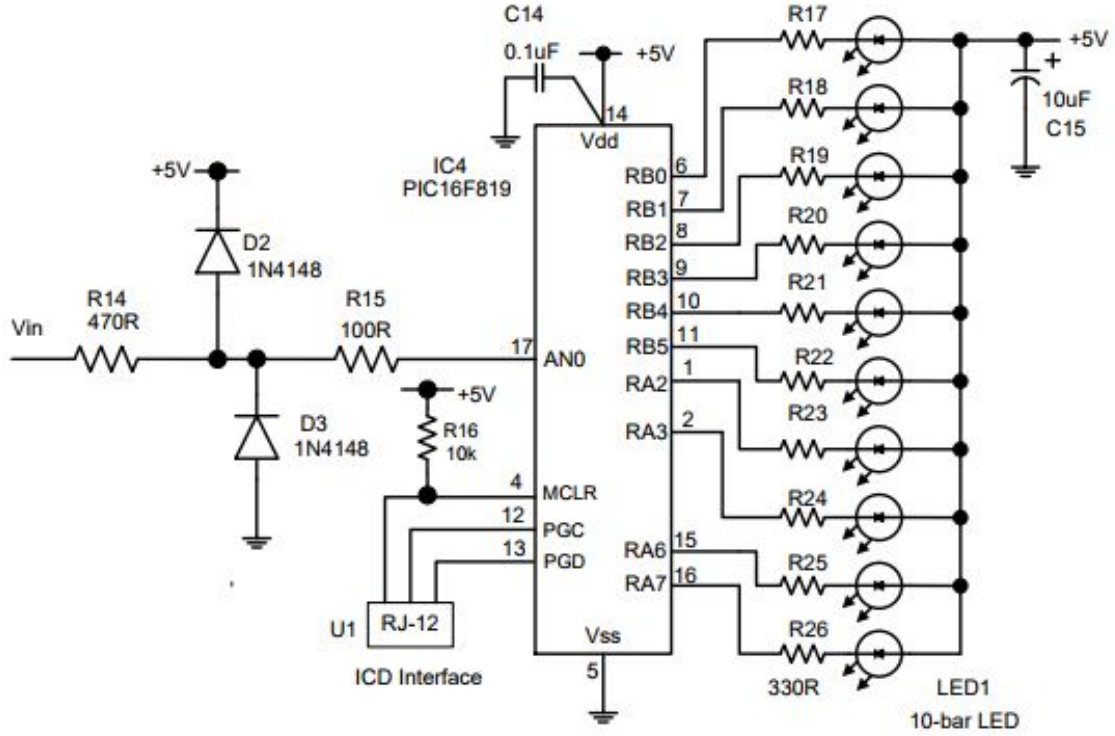 C14
0.1uF
+5V
14
Vdd
IC4
PIC16F819
+5V
D2
1N4148
R14
470R
Vin
R15
100R
17
AN0
D3
1N4148
+5V
R16
10k
4
MCLR
12
PGC
13
PGD
U1
RJ-12
ICD Interface
Vss
5
RB0
6
RB1
7
RB2
8
RB3
9
RB4
10
RB5
11
RA2
1
RA3
2
RA6
15
RA7
16
R17
R18
R19
R20
R21
R22
R23
R24
R25
R26
330R
+5V
+
10uF
C15
LED1
10-bar LED